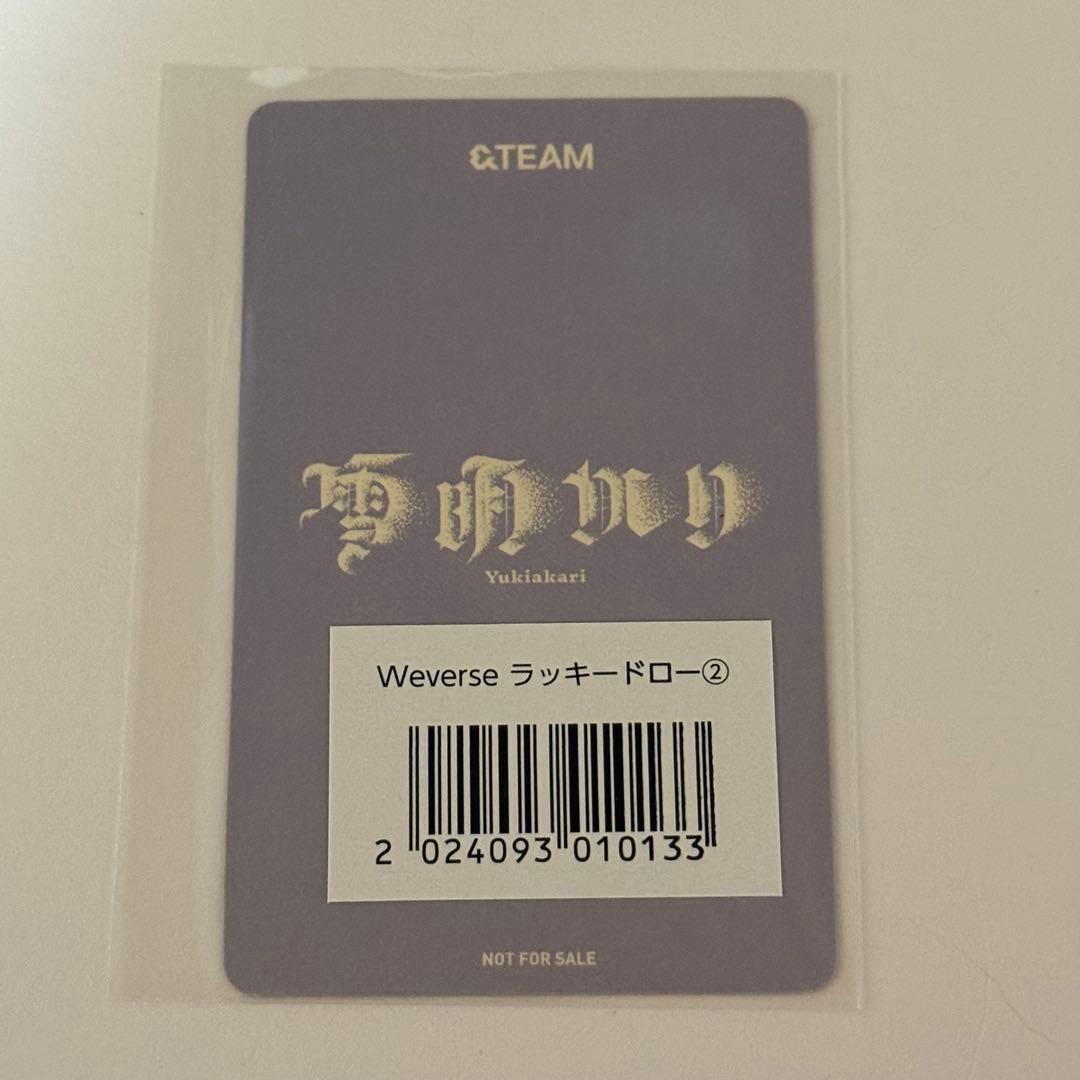 &TEAM
雪明かり
Yukiakari
Weverse ラッキードロー②
2 024093 010133
NOT FOR SALE